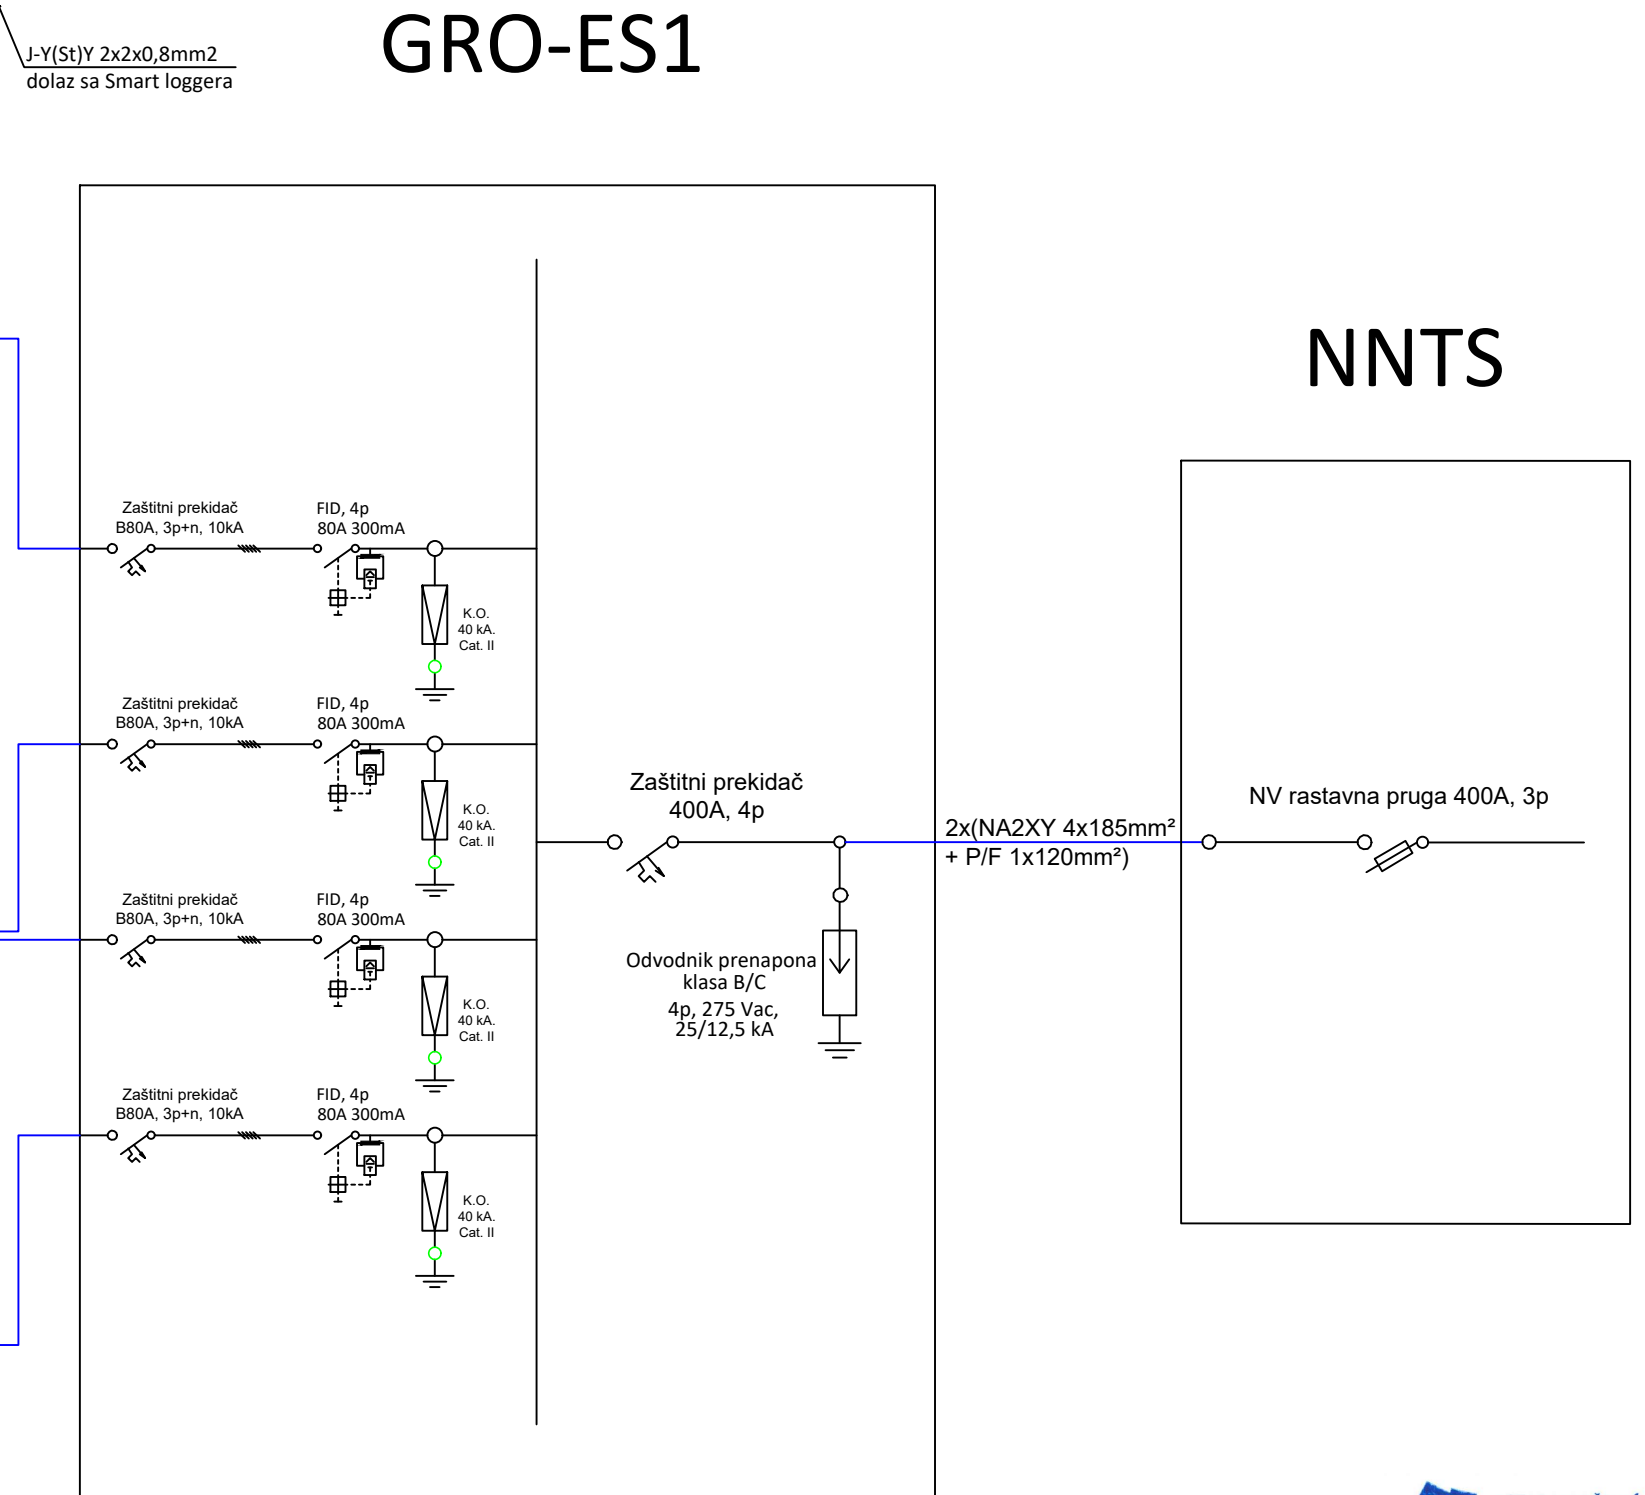 GRO-ES1
J-Y(St)Y 2x2x0,8mm2
dolaz sa Smart loggera
NNTS
Zaštitni prekidač
B80A, 3p+n, 10kA
FID, 4p
80A 300mA
K.O.
40 kA.
Cat. II
Zaštitni prekidač
B80A, 3p+n, 10kA
FID, 4p
80A 300mA
K.O.
40 kA.
Cat. II
Zaštitni prekidač
B80A, 3p+n, 10kA
FID, 4p
80A 300mA
K.O.
40 kA.
Cat. II
Zaštitni prekidač
B80A, 3p+n, 10kA
FID, 4p
80A 300mA
K.O.
40 kA.
Cat. II
Zaštitni prekidač
400A, 4p
Odvodnik prenapona
klasa B/C
4p, 275 Vac,
25/12,5 kA
2x(NA2XY 4x185mm²
+ P/F 1x120mm²)
NV rastavna pruga 400A, 3p